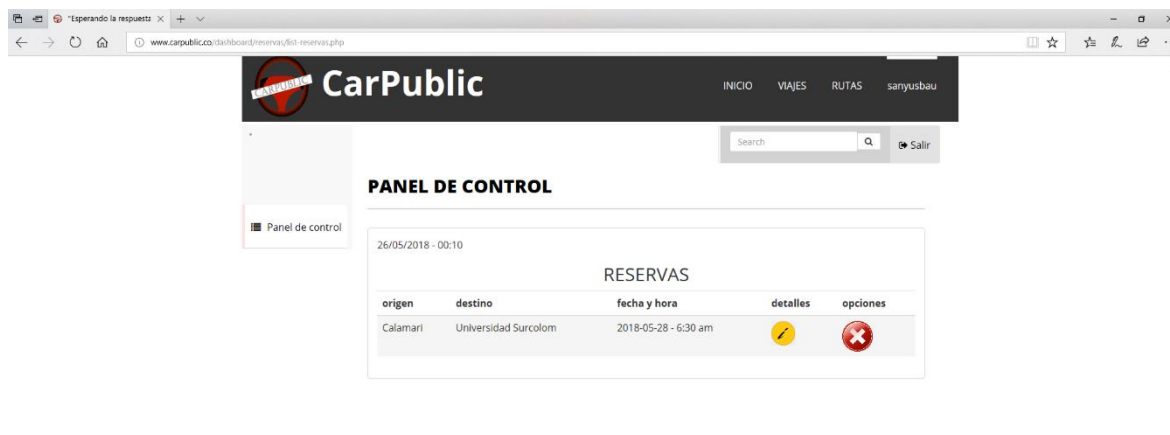 "Esperando la respuesta
www.carpublic.co/dashboard/reservas/list-reservas.php
CARPUBLIC
CarPublic
INICIO VIAJES RUTAS sanyusbau
Search
Salir
PANEL DE CONTROL
Panel de control
26/05/2018 - 00:10
RESERVAS
origen destino fecha y hora detalles opciones
Calamari Universidad Surcolom 2018-05-28 - 6:30 am